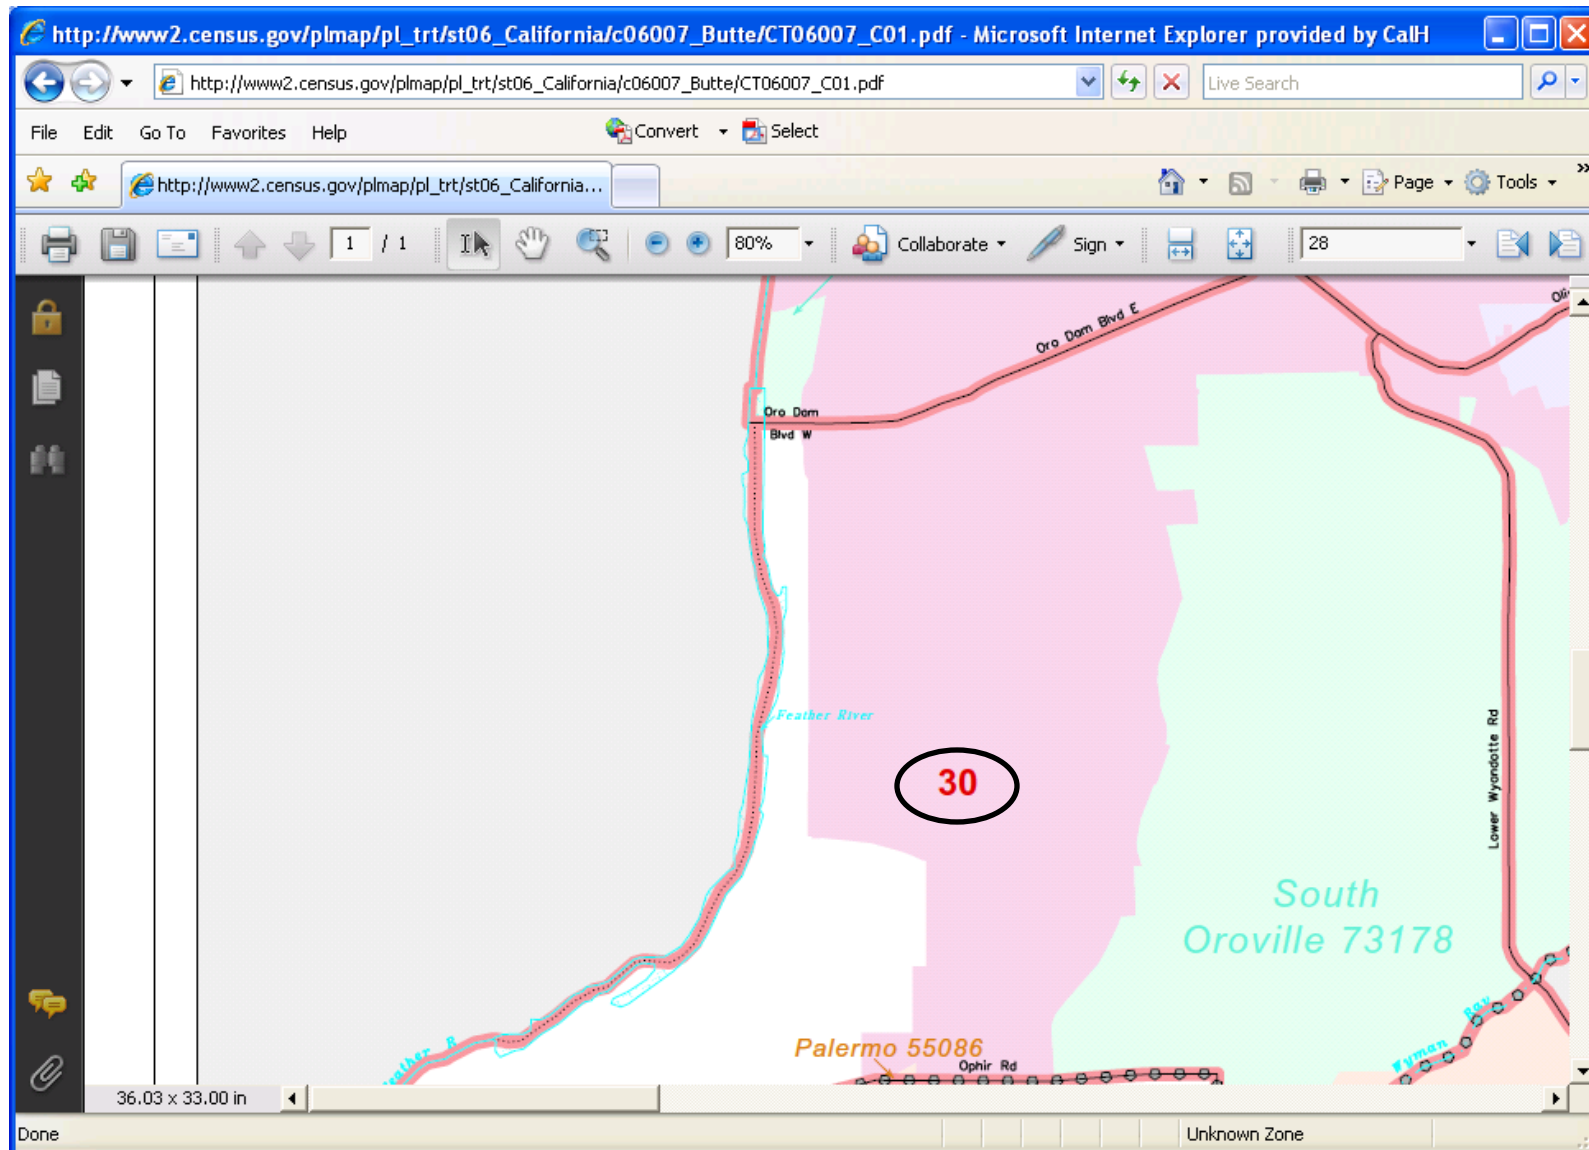 http://www2.census.gov/plmap/pl_trt/st06_California/c06007_Butte/CT06007_C01.pdf - Microsoft Internet Explorer provided by CalH
http://www2.census.gov/plmap/pl_trt/st06_California/c06007_Butte/CT06007_C01.pdf
Live Search
File Edit Go To Favorites Help
Convert Select
http://www2.census.gov/plmap/pl_trt/st06_California...
Page Tools »
1 / 1
80%
Collaborate
Sign
28
Oro Dam Blvd E
Oro Dam
Blvd W
Feather River
30
Lower Wyandotte Rd
South
Oroville 73178
Wyman Rav
Feather R
Palermo 55086
Ophir Rd
36.03 x 33.00 in
Done
Unknown Zone